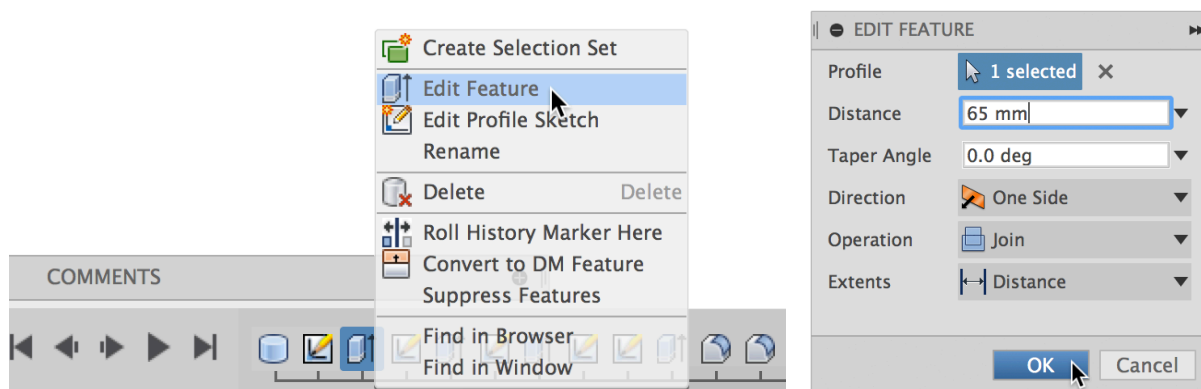 Create Selection Set
Edit Feature
Edit Profile Sketch
Rename
Delete Delete
Roll History Marker Here
Convert to DM Feature
Suppress Features
Find in Browser
Find in Window
COMMENTS
EDIT FEATURE
Profile 1 selected
Distance 65 mm
Taper Angle 0.0 deg
Direction One Side
Operation Join
Extents Distance
OK Cancel